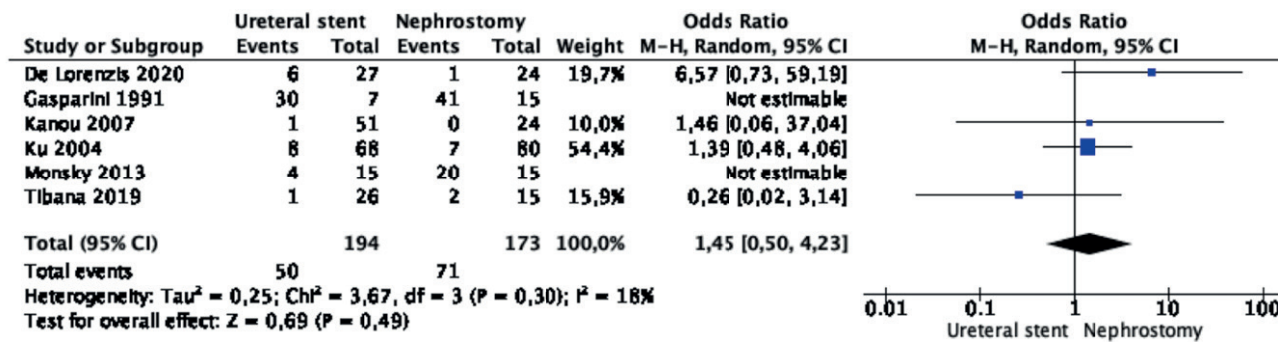 Ureteral stent Nephrostomy Odds Ratio Odds Ratio
Study or Subgroup Events Total Events Total Weight M-H, Random, 95% CI M-H, Random, 95% CI
De Lorenzis 2020 6 27 1 24 19,7% 6,57 [0,73, 59,19]
Gasparini 1991 30 7 41 15 Not estimable
Kanou 2007 1 51 0 24 10,0% 1,46 [0,06, 37,04]
Ku 2004 8 68 7 80 54,4% 1,39 [0,48, 4,06]
Monsky 2013 4 15 20 15 Not estimable
Tibana 2019 1 26 2 15 15,9% 0,26 [0,02, 3,14]
Total (95% CI) 194 173 100,0% 1,45 [0,50, 4,23]
Total events 50 71
Heterogeneity: Tau² = 0,25; Chi² = 3,67, df = 3 (P = 0,30); I² = 18%
Test for overall effect: Z = 0,69 (P = 0,49)
0.01 0.1 1 10 100
Ureteral stent Nephrostomy